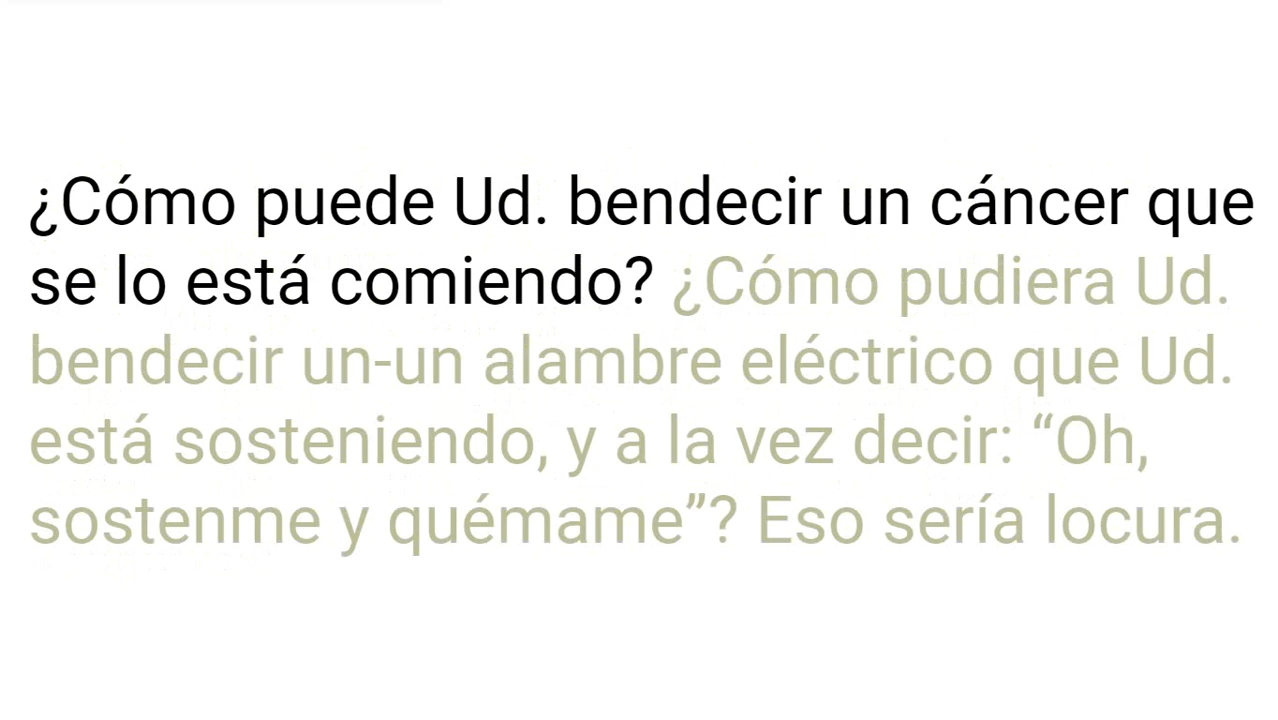 ¿Cómo puede Ud. bendecir un cáncer que
se lo está comiendo? ¿Cómo pudiera Ud.
bendecir un-un alambre eléctrico que Ud.
está sosteniendo, y a la vez decir: “Oh,
sostenme y quémame”? Eso sería locura.